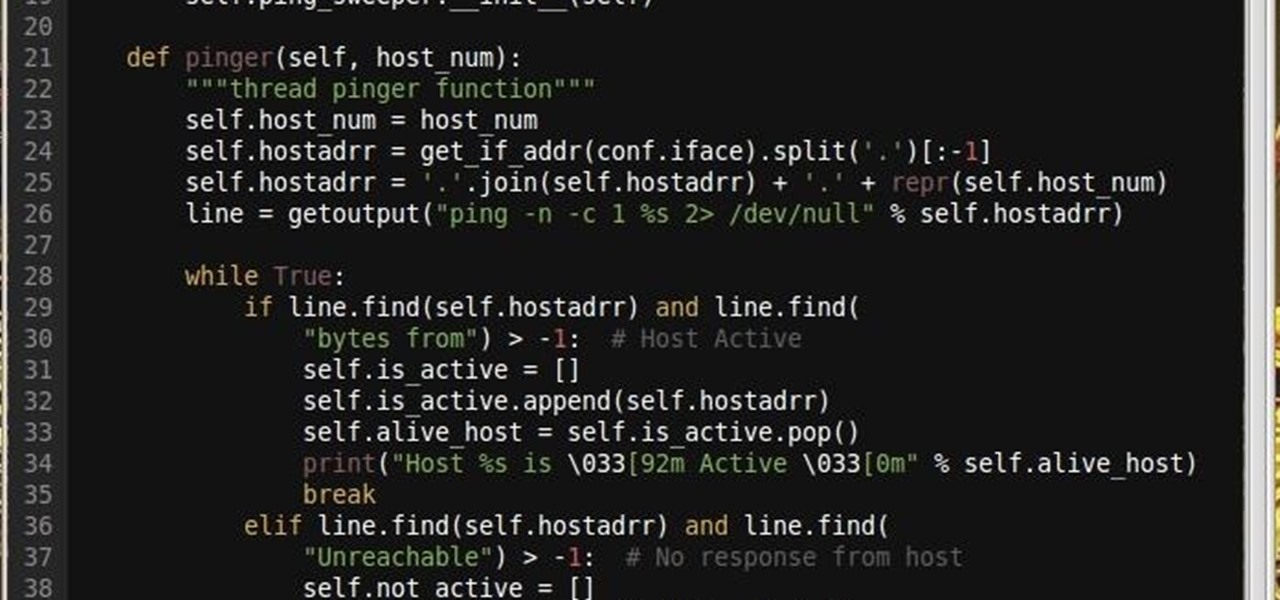 19 self.ping_sweeper.__init__(self)
20
21 def pinger(self, host_num):
22 """thread pinger function"""
23 self.host_num = host_num
24 self.hostadrr = get_if_addr(conf.iface).split('.')[:-1]
25 self.hostadrr = '.'.join(self.hostadrr) + '.' + repr(self.host_num)
26 line = getoutput("ping -n -c 1 %s 2> /dev/null" % self.hostadrr)
27
28 while True:
29 if line.find(self.hostadrr) and line.find(
30 "bytes from") > -1:  # Host Active
31 self.is_active = []
32 self.is_active.append(self.hostadrr)
33 self.alive_host = self.is_active.pop()
34 print("Host %s is \033[92m Active \033[0m" % self.alive_host)
35 break
36 elif line.find(self.hostadrr) and line.find(
37 "Unreachable") > -1:  # No response from host
38 self.not_active = []